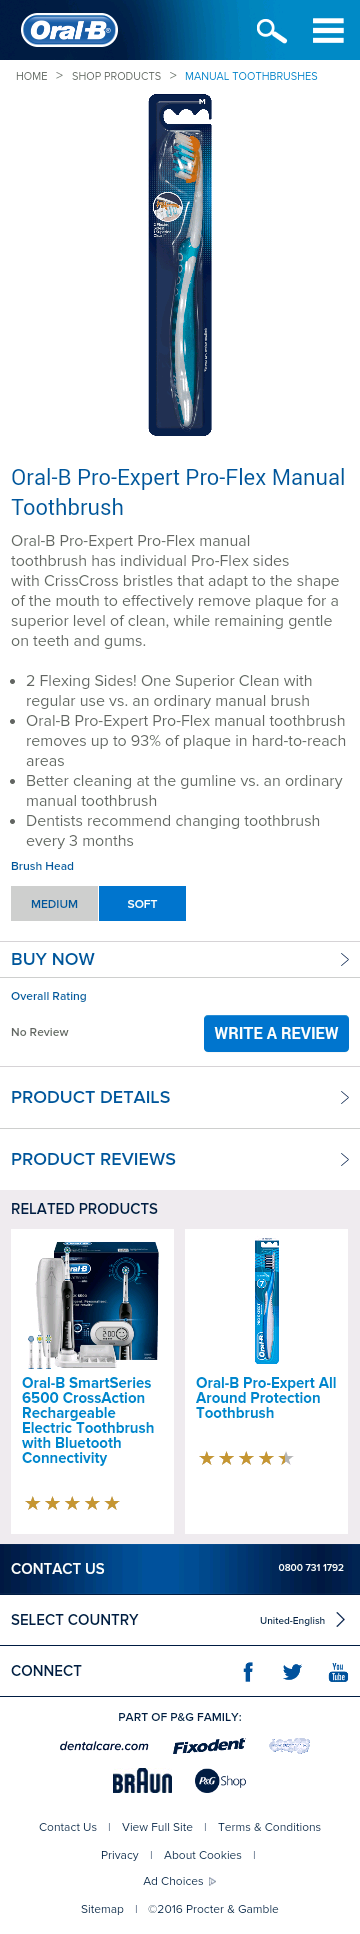 Oral-B
HOME > SHOP PRODUCTS > MANUAL TOOTHBRUSHES
M
Oral-B Pro-Expert Pro-Flex Manual
Toothbrush
Oral-B Pro-Expert Pro-Flex manual
toothbrush has individual Pro-Flex sides
with CrissCross bristles that adapt to the shape
of the mouth to effectively remove plaque for a
superior level of clean, while remaining gentle
on teeth and gums.
• 2 Flexing Sides! One Superior Clean with
regular use vs. an ordinary manual brush
• Oral-B Pro-Expert Pro-Flex manual toothbrush
removes up to 93% of plaque in hard-to-reach
areas
• Better cleaning at the gumline vs. an ordinary
manual toothbrush
• Dentists recommend changing toothbrush
every 3 months
Brush Head
MEDIUM SOFT
BUY NOW
Overall Rating
No Review WRITE A REVIEW
PRODUCT DETAILS
PRODUCT REVIEWS
RELATED PRODUCTS
Oral-B
2:00
Oral-B
Oral-B SmartSeries
6500 CrossAction
Rechargeable
Electric Toothbrush
with Bluetooth
Connectivity
Oral-B Pro-Expert All
Around Protection
Toothbrush
CONTACT US 0800 731 1792
SELECT COUNTRY United-English
CONNECT f You Tube
PART OF P&G FAMILY:
dentalcare.com Fixodent
BRAUN P&G Shop
Contact Us | View Full Site | Terms & Conditions
Privacy | About Cookies |
Ad Choices
Sitemap | ©2016 Procter & Gamble